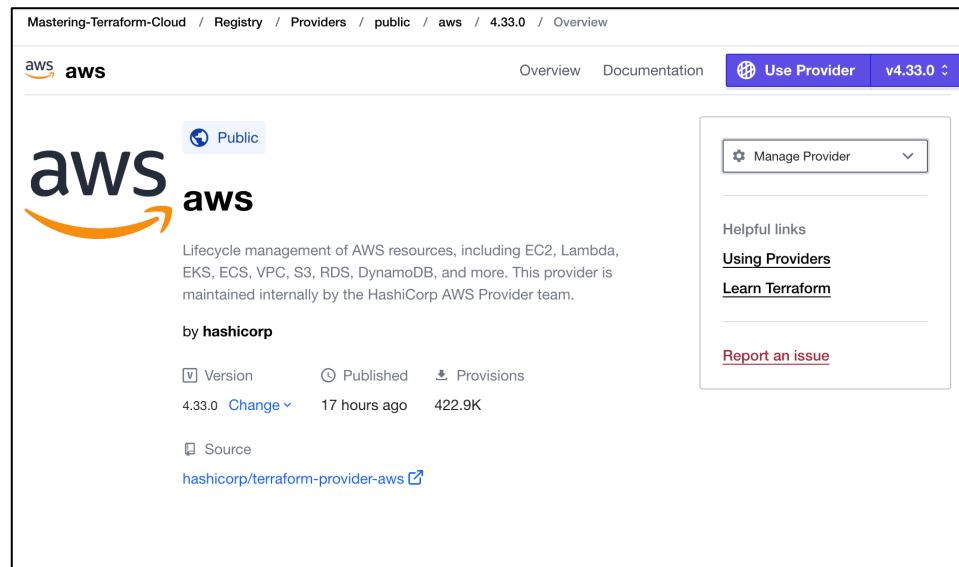 Mastering-Terraform-Cloud / Registry / Providers / public / aws / 4.33.0 / Overview
aws aws
Overview Documentation Use Provider v4.33.0
aws
Public
aws
Manage Provider
Lifecycle management of AWS resources, including EC2, Lambda,
EKS, ECS, VPC, S3, RDS, DynamoDB, and more. This provider is
maintained internally by the HashiCorp AWS Provider team.
by hashicorp
Version Published Provisions
4.33.0 Change 17 hours ago 422.9K
Source
hashicorp/terraform-provider-aws
Helpful links
Using Providers
Learn Terraform
Report an issue